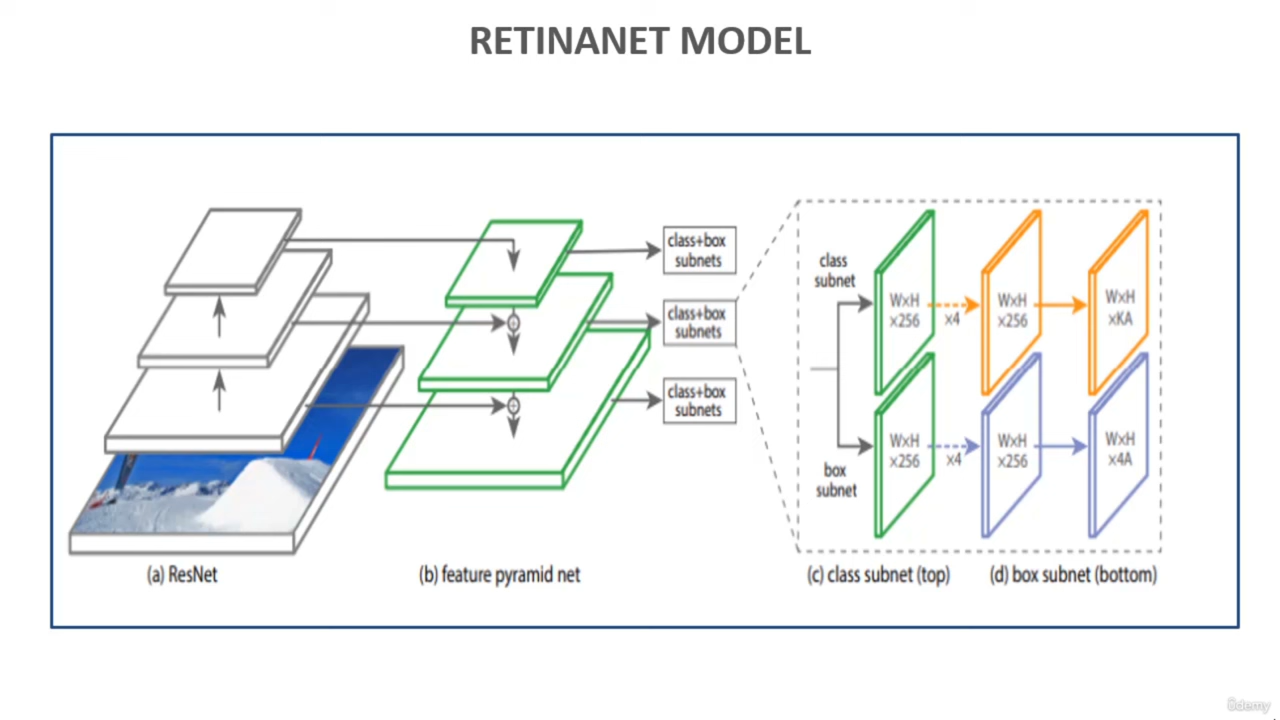 RETINANET MODEL
class+box
subnets
class+box
subnets
class+box
subnets
class
subnet
W×H
×256
×4
W×H
×256
W×H
×KA
box
subnet
W×H
×256
×4
W×H
×256
W×H
×4A
(a) ResNet
(b) feature pyramid net
(c) class subnet (top)
(d) box subnet (bottom)
ûdemy